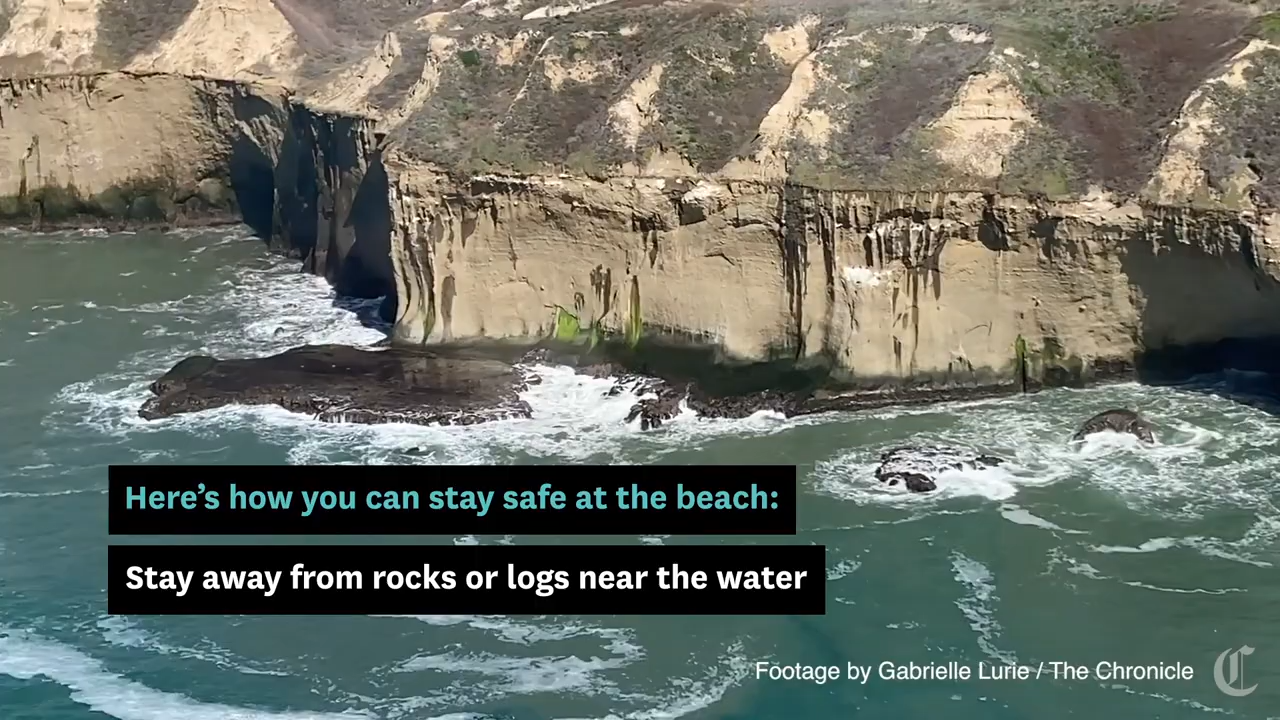 Here’s how you can stay safe at the beach:
Stay away from rocks or logs near the water
Footage by Gabrielle Lurie / The Chronicle
C